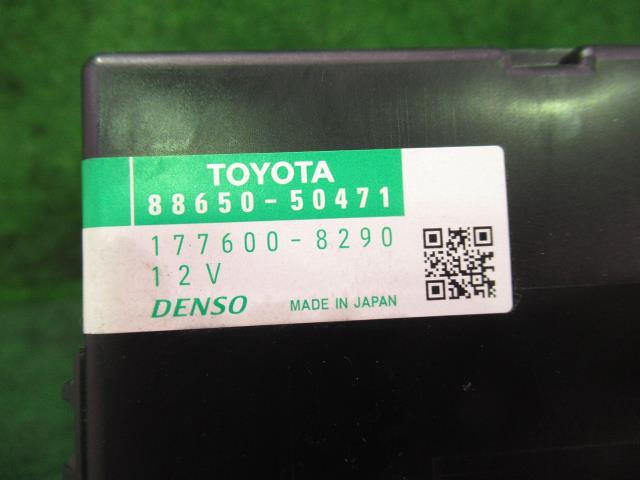 TOYOTA
88650-50471
177600-8290
12V
DENSO MADE IN JAPAN